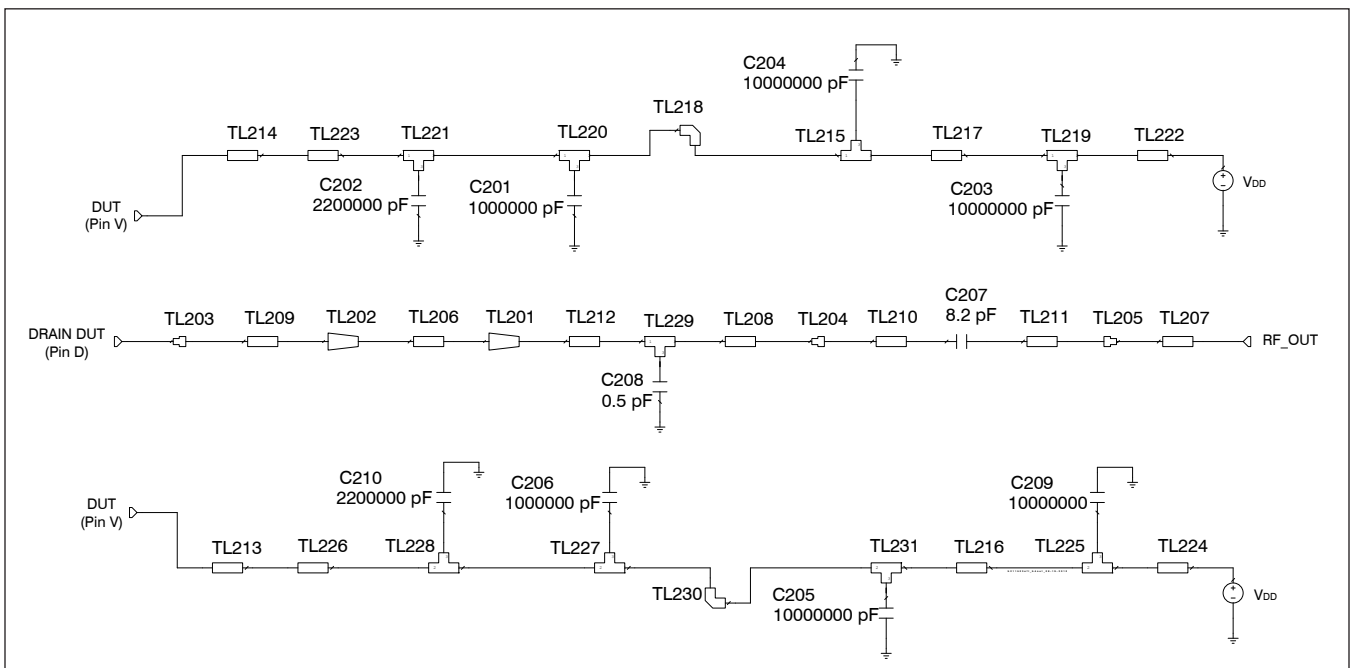 C204
10000000 pF
TL218
TL214
TL223
TL221
TL220
TL215
TL217
TL219
TL222
C202
2200000 pF
C201
1000000 pF
C203
10000000 pF
VDD
DUT
(Pin V)
C207
8.2 pF
TL203
TL209
TL202
TL206
TL201
TL212
TL229
TL208
TL204
TL210
TL211
TL205
TL207
DRAIN DUT
(Pin D)
RF_OUT
C208
0.5 pF
C210
2200000 pF
C206
1000000 pF
C209
10000000
DUT
(Pin V)
TL213
TL226
TL228
TL227
TL231
TL216
TL225
TL224
TL230
C205
10000000 pF
VDD